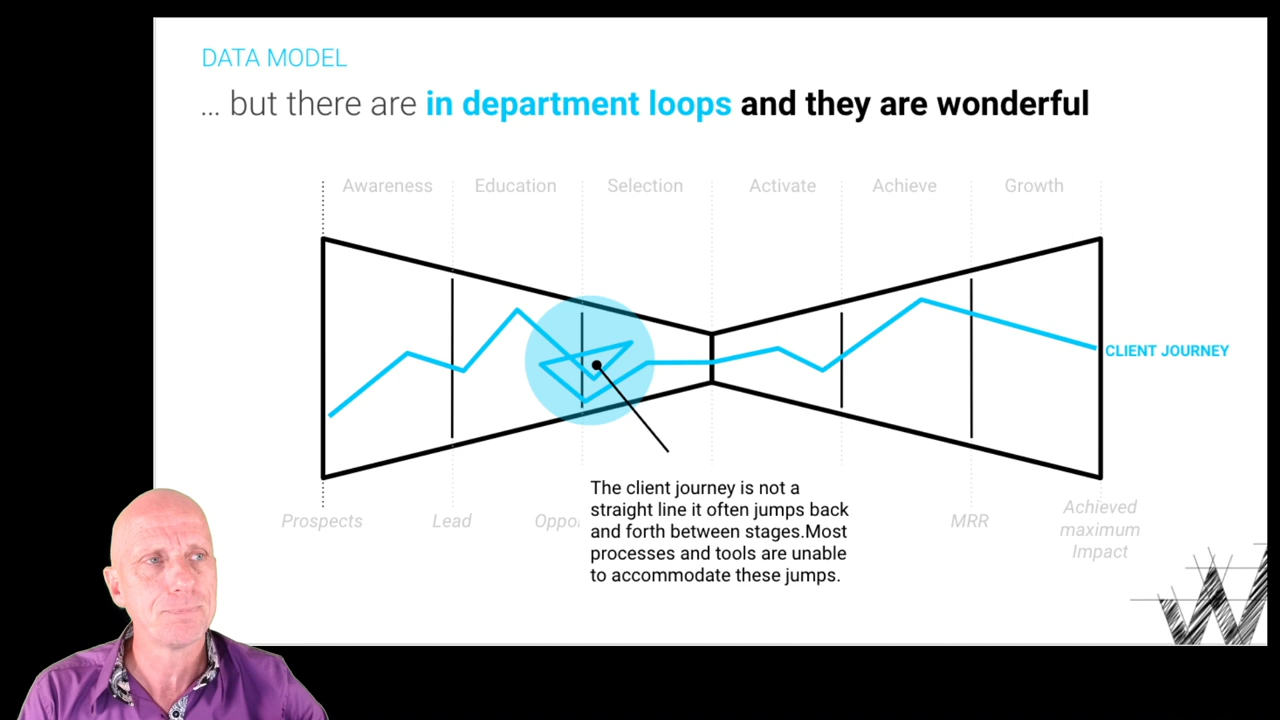 DATA MODEL
... but there are in department loops and they are wonderful
Awareness Education Selection Activate Achieve Growth
CLIENT JOURNEY
The client journey is not a
straight line it often jumps back
and forth between stages.Most
processes and tools are unable
to accommodate these jumps.
Prospects Lead Oppo MRR
Achieved
maximum
Impact
W